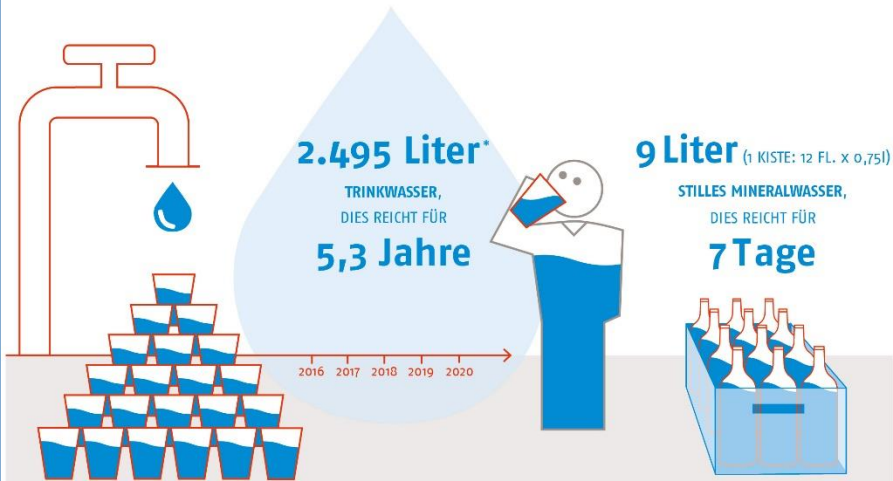 2.495 Liter*
TRINKWASSER,
DIES REICHT FÜR
5,3 Jahre
2016 2017 2018 2019 2020
9 Liter (1 KISTE: 12 FL. x 0,75l)
STILLES MINERALWASSER,
DIES REICHT FÜR
7 Tage